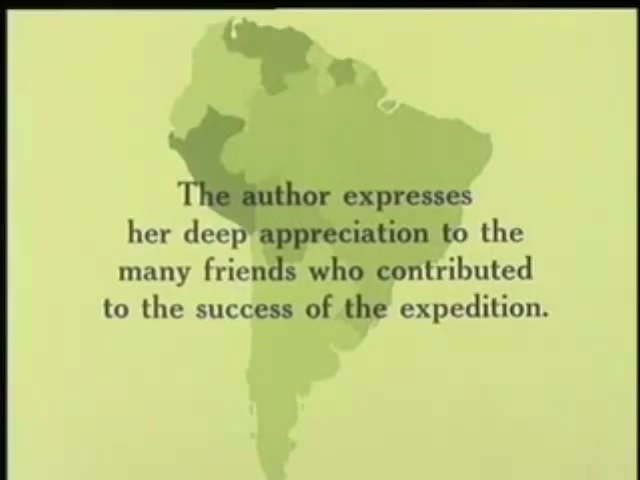 The author expresses
her deep appreciation to the
many friends who contributed
to the success of the expedition.